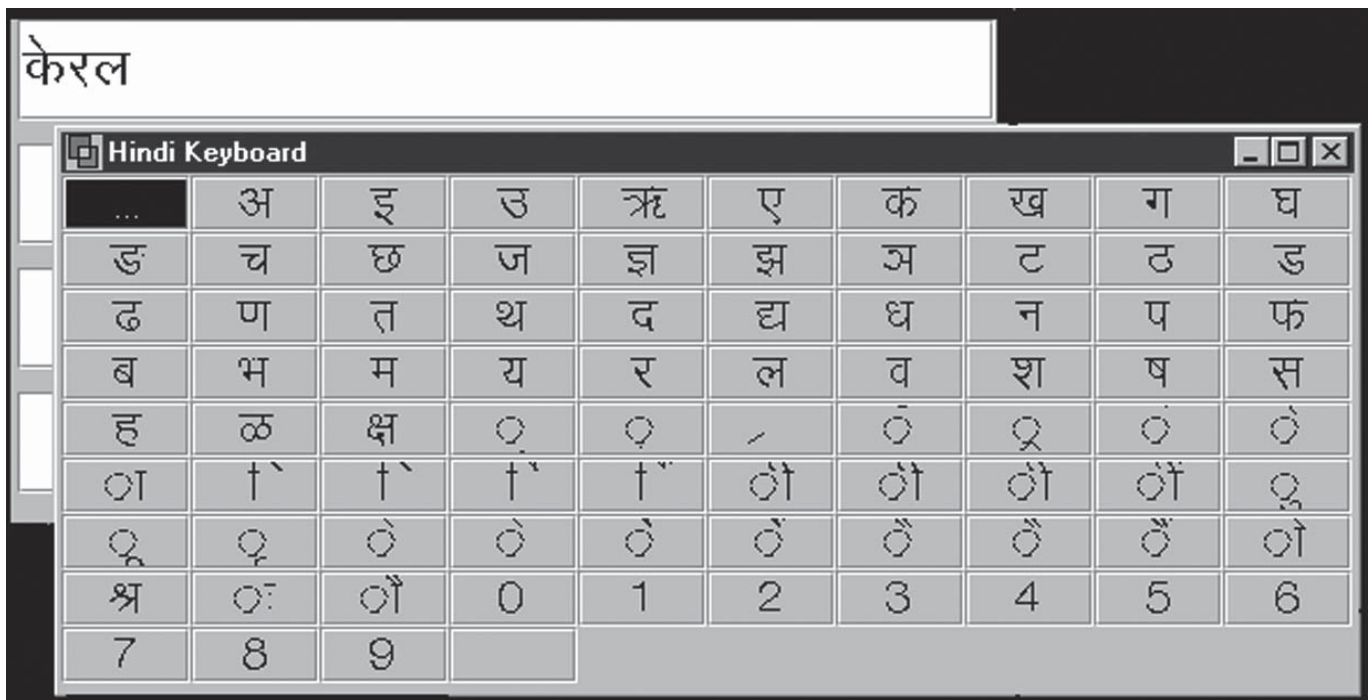 केरल
Hindi Keyboard
... अ इ उ ऋ ए क ख ग घ
ङ च छ ज ज्ञ झ ञ ट ठ ड
ढ ण त थ द द्य ध न प फ
ब भ म य र ल व श ष स
ह ळ क्ष
श्र 0 1 2 3 4 5 6
7 8 9